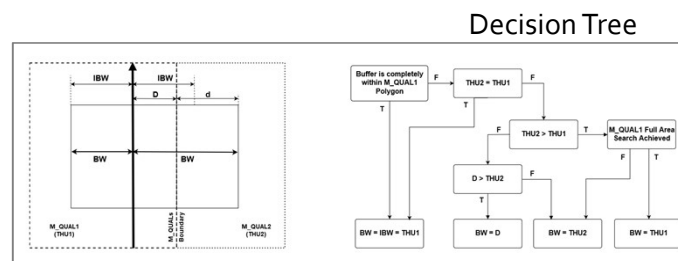 Decision Tree
IBW
IBW
D
d
BW
BW
M_QUAL1
(THU1)
M_QUALs
Boundary
M_QUAL2
(THU2)
Buffer is completely
within M_QUAL1
Polygon
F
THU2 = THU1
F
T
T
THU2 > THU1
T
M_QUAL1 Full Area
Search Achieved
F
F
T
D > THU2
F
T
BW = IBW = THU1
BW = D
BW = THU2
BW = THU1